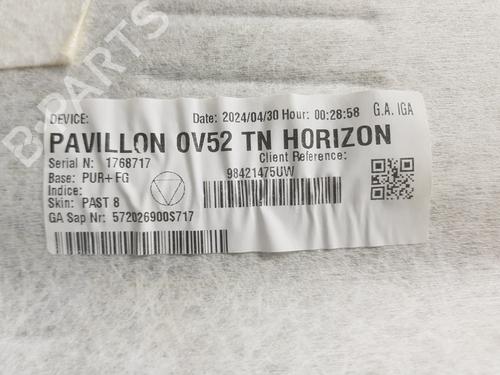 B-PARTS
DEVICE: Date: 2024/04/30 Hour: 00:28:58 G.A. IGA
PAVILLON OV52 TN HORIZON
Serial N: 1768717 Client Reference:
Base: PUR+FG 98421475UW
Indice:
Skin: PAST 8
GA Sap Nr: 572026900S717